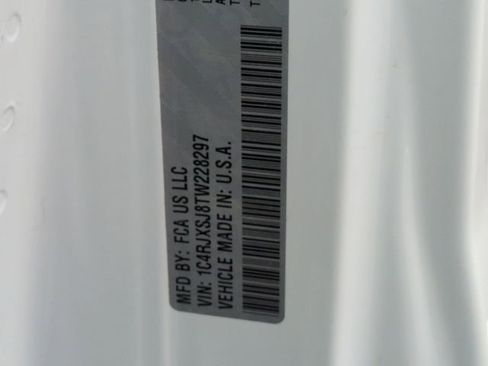 MFD BY: FCA US LLC
VIN: 1C4RJXSJ8TW228297
VEHICLE MADE IN: U.S.A.